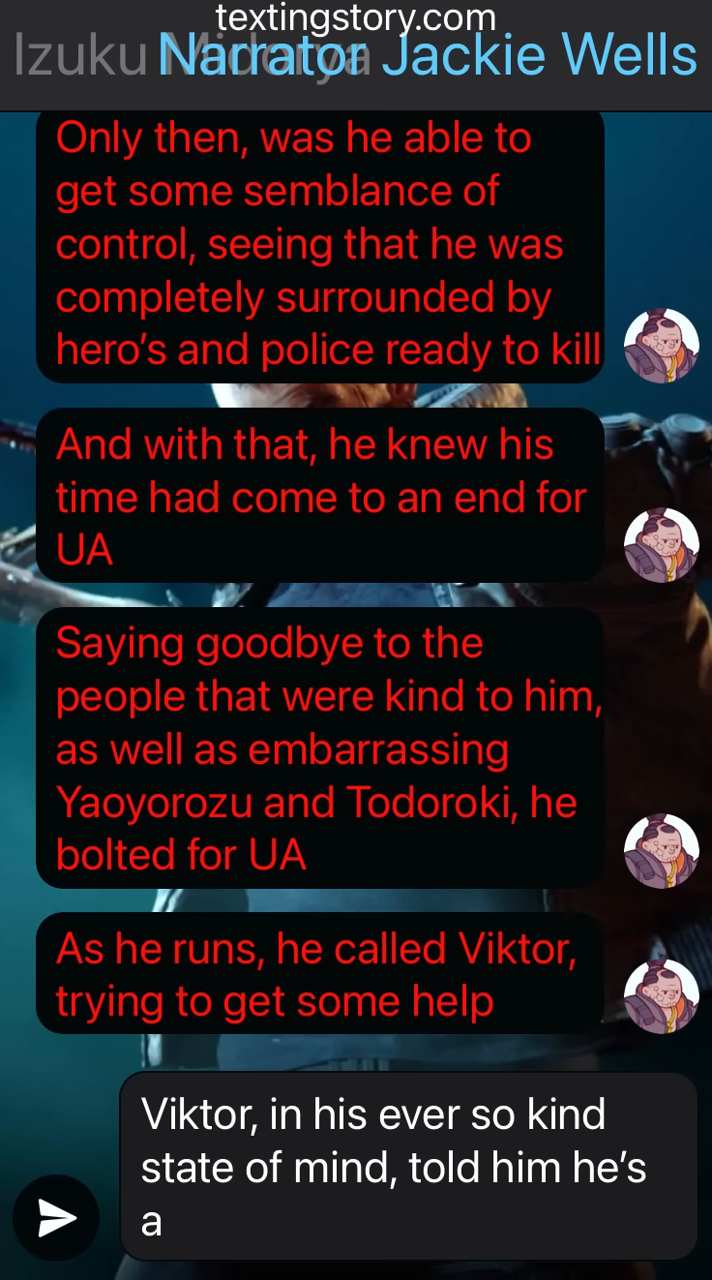 textingstory.com
Izuku Midoriya Narrator Jackie Wells
Only then, was he able to
get some semblance of
control, seeing that he was
completely surrounded by
hero’s and police ready to kill
And with that, he knew his
time had come to an end for
UA
Saying goodbye to the
people that were kind to him,
as well as embarrassing
Yaoyorozu and Todoroki, he
bolted for UA
As he runs, he called Viktor,
trying to get some help
Viktor, in his ever so kind
state of mind, told him he’s
a